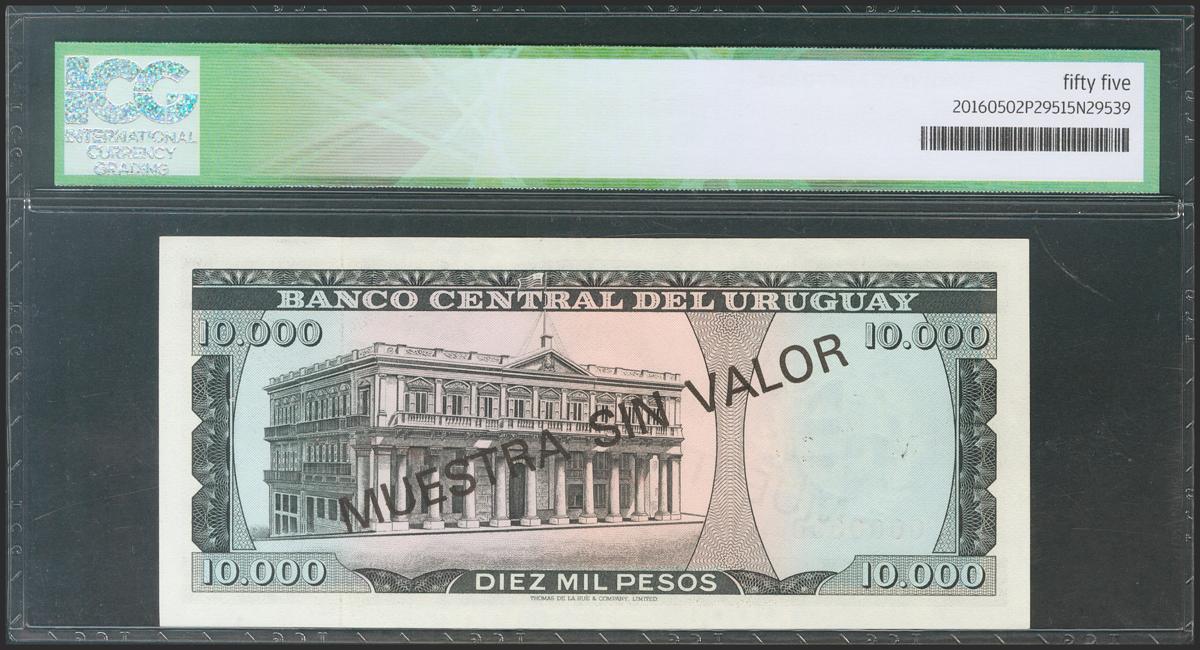 ICG
INTERNATIONAL
CURRENCY
GRADING
fifty five
20160502P29515N29539
BANCO CENTRAL DEL URUGUAY
10.000
10.000
MUESTRA SIN VALOR
10.000
DIEZ MIL PESOS
10.000
THOMAS DE LA RUE & COMPANY, LIMITED